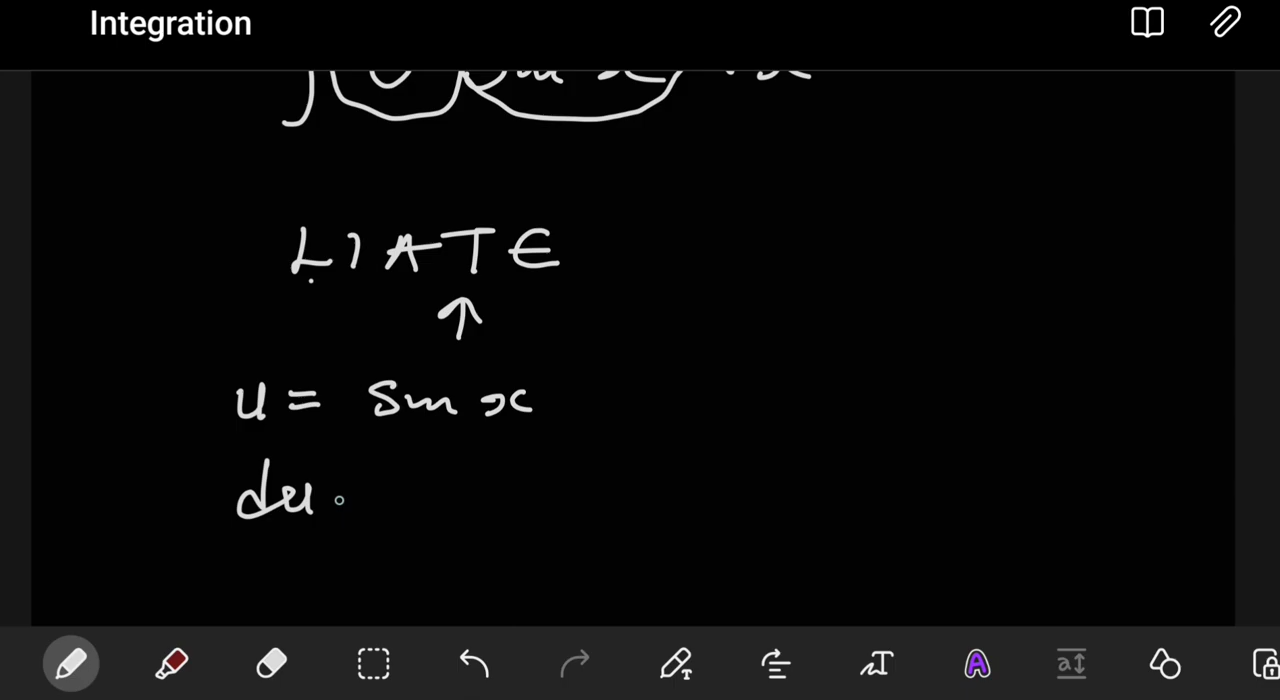 Integration
LIATE
u = sin x
du